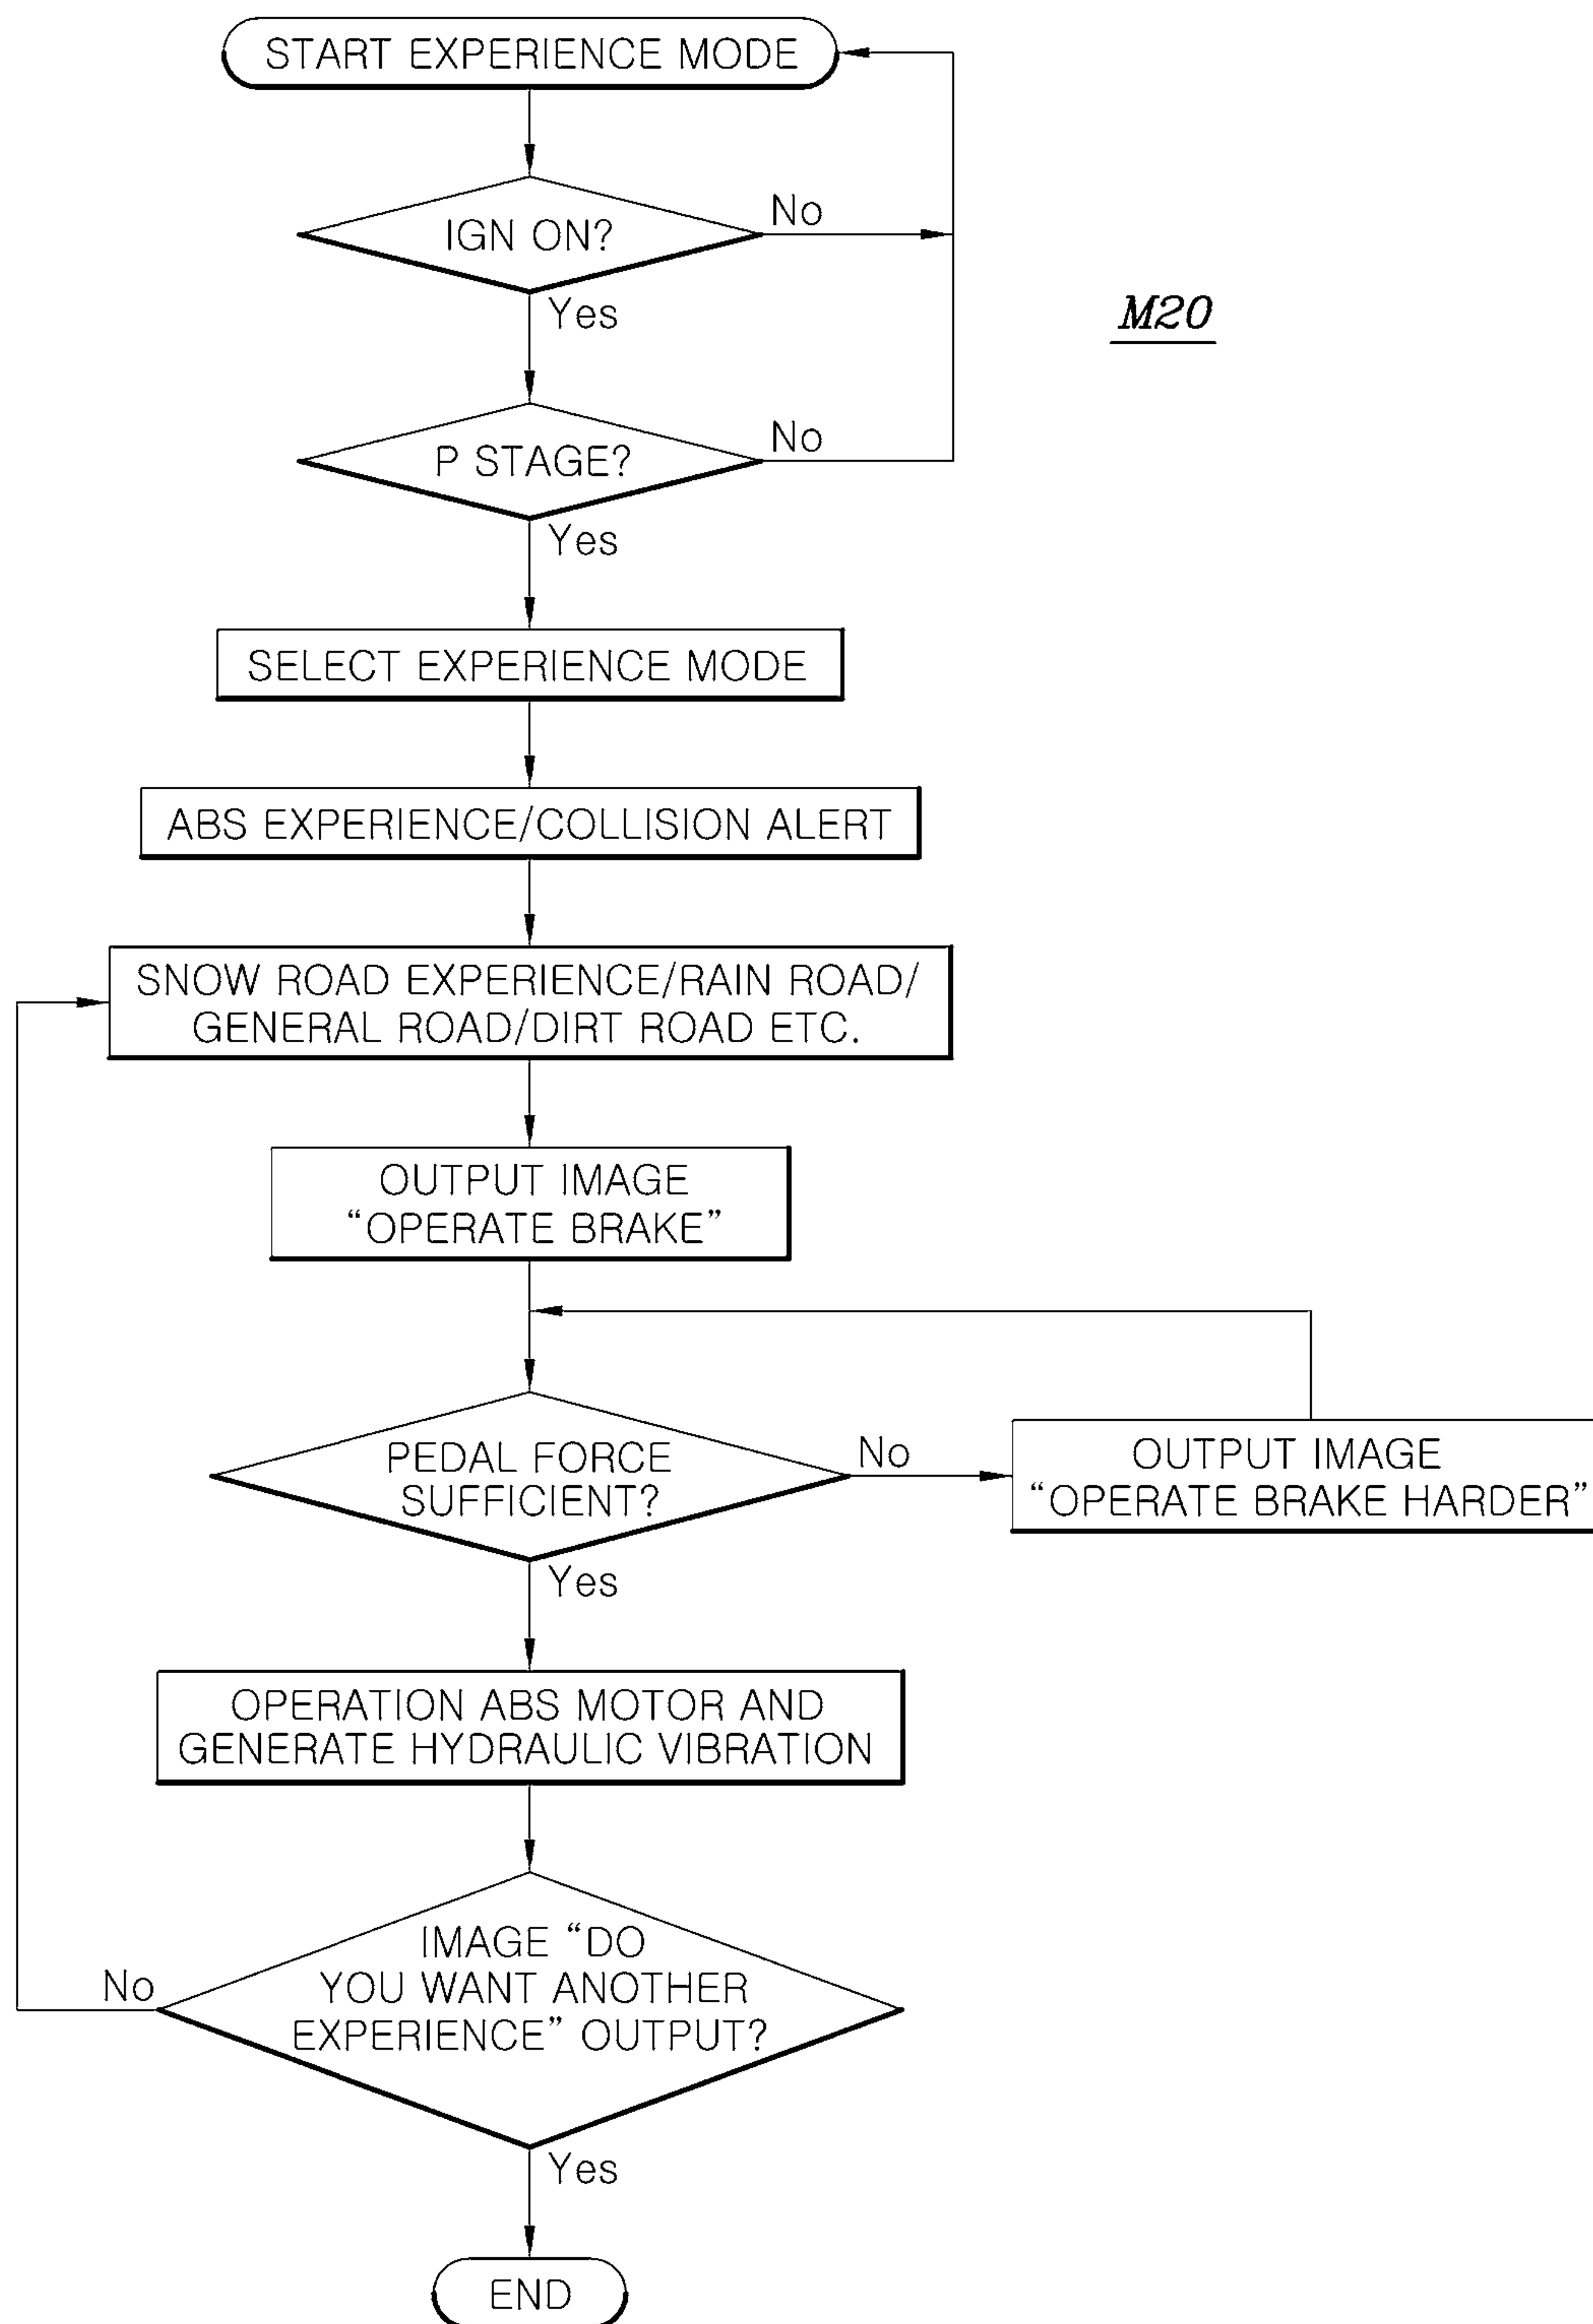 START EXPERIENCE MODE
IGN ON?
No
Yes
M20
P STAGE?
No
Yes
SELECT EXPERIENCE MODE
ABS EXPERIENCE/COLLISION ALERT
SNOW ROAD EXPERIENCE/RAIN ROAD/
GENERAL ROAD/DIRT ROAD ETC.
OUTPUT IMAGE
“OPERATE BRAKE”
PEDAL FORCE
SUFFICIENT?
No
OUTPUT IMAGE
“OPERATE BRAKE HARDER”
Yes
OPERATION ABS MOTOR AND
GENERATE HYDRAULIC VIBRATION
IMAGE “DO
YOU WANT ANOTHER
EXPERIENCE” OUTPUT?
No
Yes
END